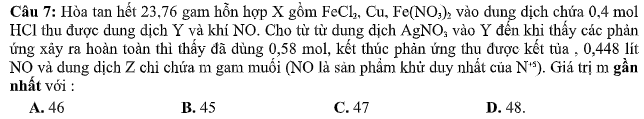 Câu 7: Hòa tan hết 23,76 gam hỗn hợp X gồm FeCl₂, Cu, Fe(NO₃)₂ vào dung dịch chứa 0,4 mol
HCl thu được dung dịch Y và khí NO. Cho từ từ dung dịch AgNO₃ vào Y đến khi thấy các phản
ứng xảy ra hoàn toàn thì thấy đã dùng 0,58 mol, kết thúc phản ứng thu được kết tủa , 0,448 lít
NO và dung dịch Z chỉ chứa m gam muối (NO là sản phẩm khử duy nhất của N⁺⁵). Giá trị m gần
nhất với :
A. 46 B. 45 C. 47 D. 48.